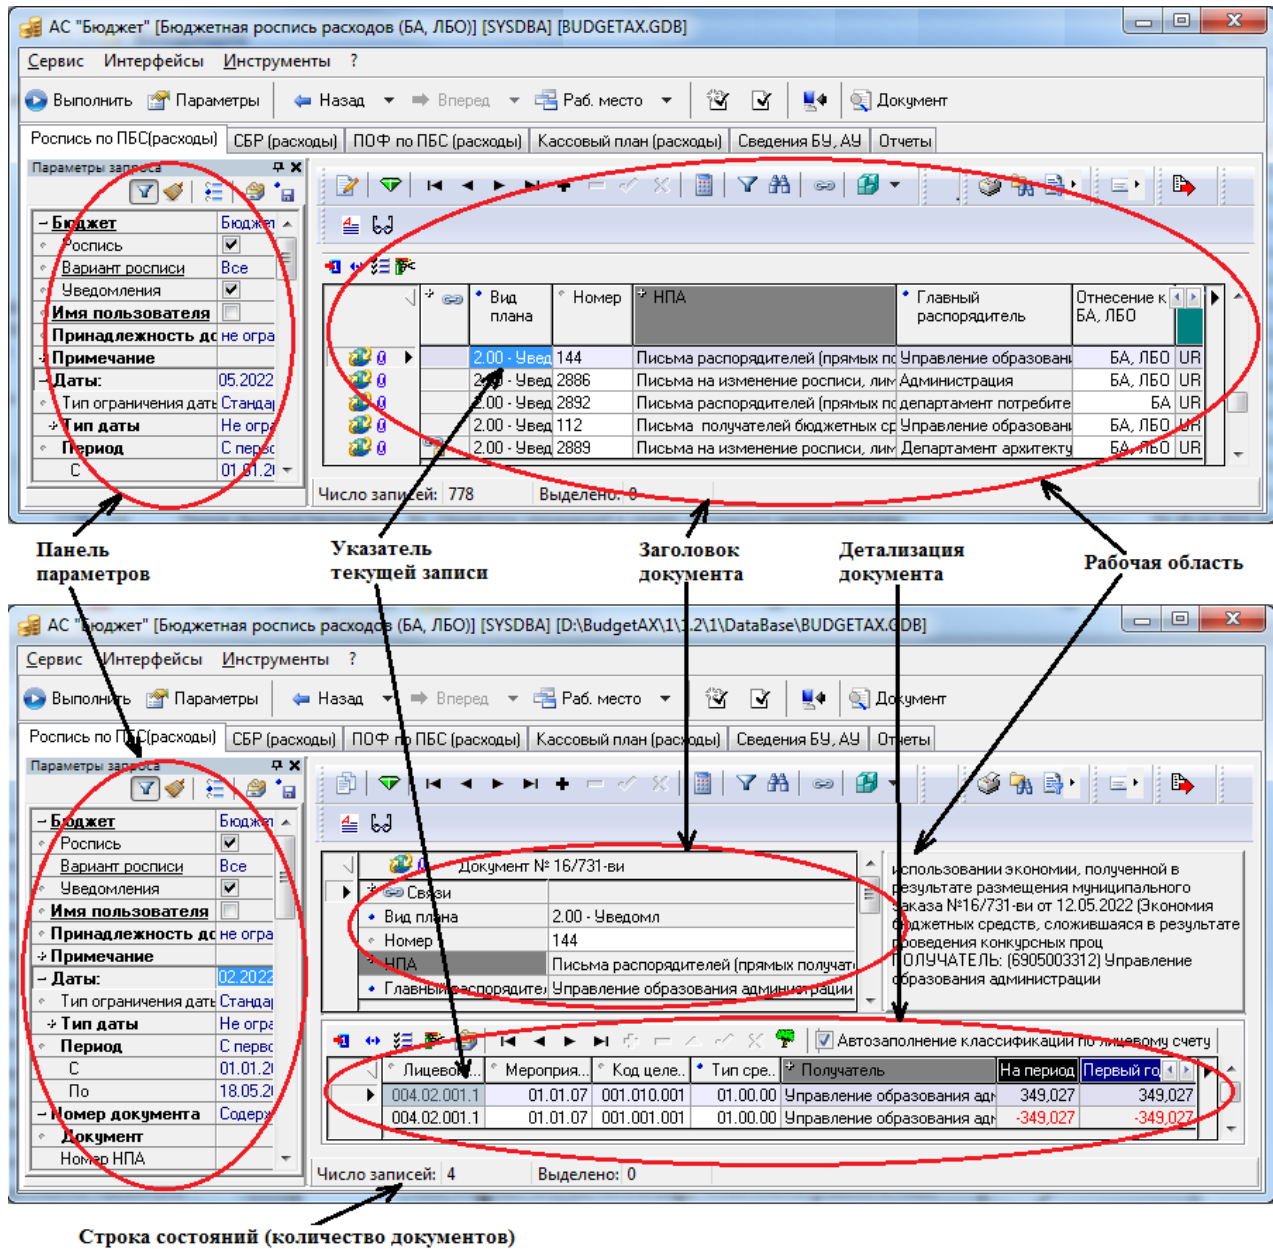 АС "Бюджет" [Бюджетная роспись расходов (БА, ЛБО)] [SYSDBA] [BUDGETAX.GDB]
Сервис Интерфейсы Инструменты ?
Выполнить Параметры Назад Вперед Раб. место Документ
Роспись по ПБС(расходы) СБР (расходы) ПОФ по ПБС (расходы) Кассовый план (расходы) Сведения БУ, АУ Отчеты
Параметры запроса
Бюджет Бюджет
Роспись
Вариант росписи Все
Уведомления
Имя пользователя
Принадлежность до не огра
Примечание
Даты: 05.2022
Тип ограничения даты Стандар
Тип даты Не огра
Период С перво
С 01.01.2
Вид плана Номер НПА Главный распорядитель Отнесение к БА, ЛБО
2.00 - Увед 144 Письма распорядителей (прямых по Управление образовани БА, ЛБО UR
2.00 - Увед 2886 Письма на изменение росписи, лим Администрация БА, ЛБО UR
2.00 - Увед 2892 Письма распорядителей (прямых по департамент потребите БА UR
2.00 - Увед 112 Письма получателей бюджетных ср Управление образовани БА, ЛБО UR
2.00 - Увед 2889 Письма на изменение росписи, лим Департамент архитекту БА, ЛБО UR
Число записей: 778 Выделено: 0
Панель параметров
Указатель текущей записи
Заголовок документа
Детализация документа
Рабочая область
АС "Бюджет" [Бюджетная роспись расходов (БА, ЛБО)] [SYSDBA] [D:\BudgetAX\1\1.2\1\DataBase\BUDGETAX.GDB]
Сервис Интерфейсы Инструменты ?
Выполнить Параметры Назад Вперед Раб. место Документ
Роспись по ПБС(расходы) СБР (расходы) ПОФ по ПБС (расходы) Кассовый план (расходы) Сведения БУ, АУ Отчеты
Параметры запроса
Бюджет Бюджет
Роспись
Вариант росписи Все
Уведомления
Имя пользователя
Принадлежность до не огра
Примечание
Даты: 02.2022
Тип ограничения даты Стандар
Тип даты Не огра
Период С перво
С 01.01.2
По 18.05.2
Номер документа Содерж
Документ
Номер НПА
Документ № 16/731-ви
Связи
Вид плана 2.00 - Уведомл
Номер 144
НПА Письма распорядителей (прямых получат
Главный распорядител Управление образования администрации
использовании экономии, полученной в
результате размещения муниципального
заказа №16/731-ви от 12.05.2022 (Экономия
бюджетных средств, сложившаяся в результате
проведения конкурсных проц
ПОЛУЧАТЕЛЬ: (6905003312) Управление
образования администрации
Автозаполнение классификации по лицевому счету
Лицевой... Мероприя... Код целе.. Тип сре.. Получатель На период Первый го
004.02.001.1 01.01.07 001.010.001 01.00.00 Управление образования адм 349,027 349,027
004.02.001.1 01.01.07 001.001.001 01.00.00 Управление образования адм -349,027 -349,027
Число записей: 4 Выделено: 0
Строка состояний (количество документов)